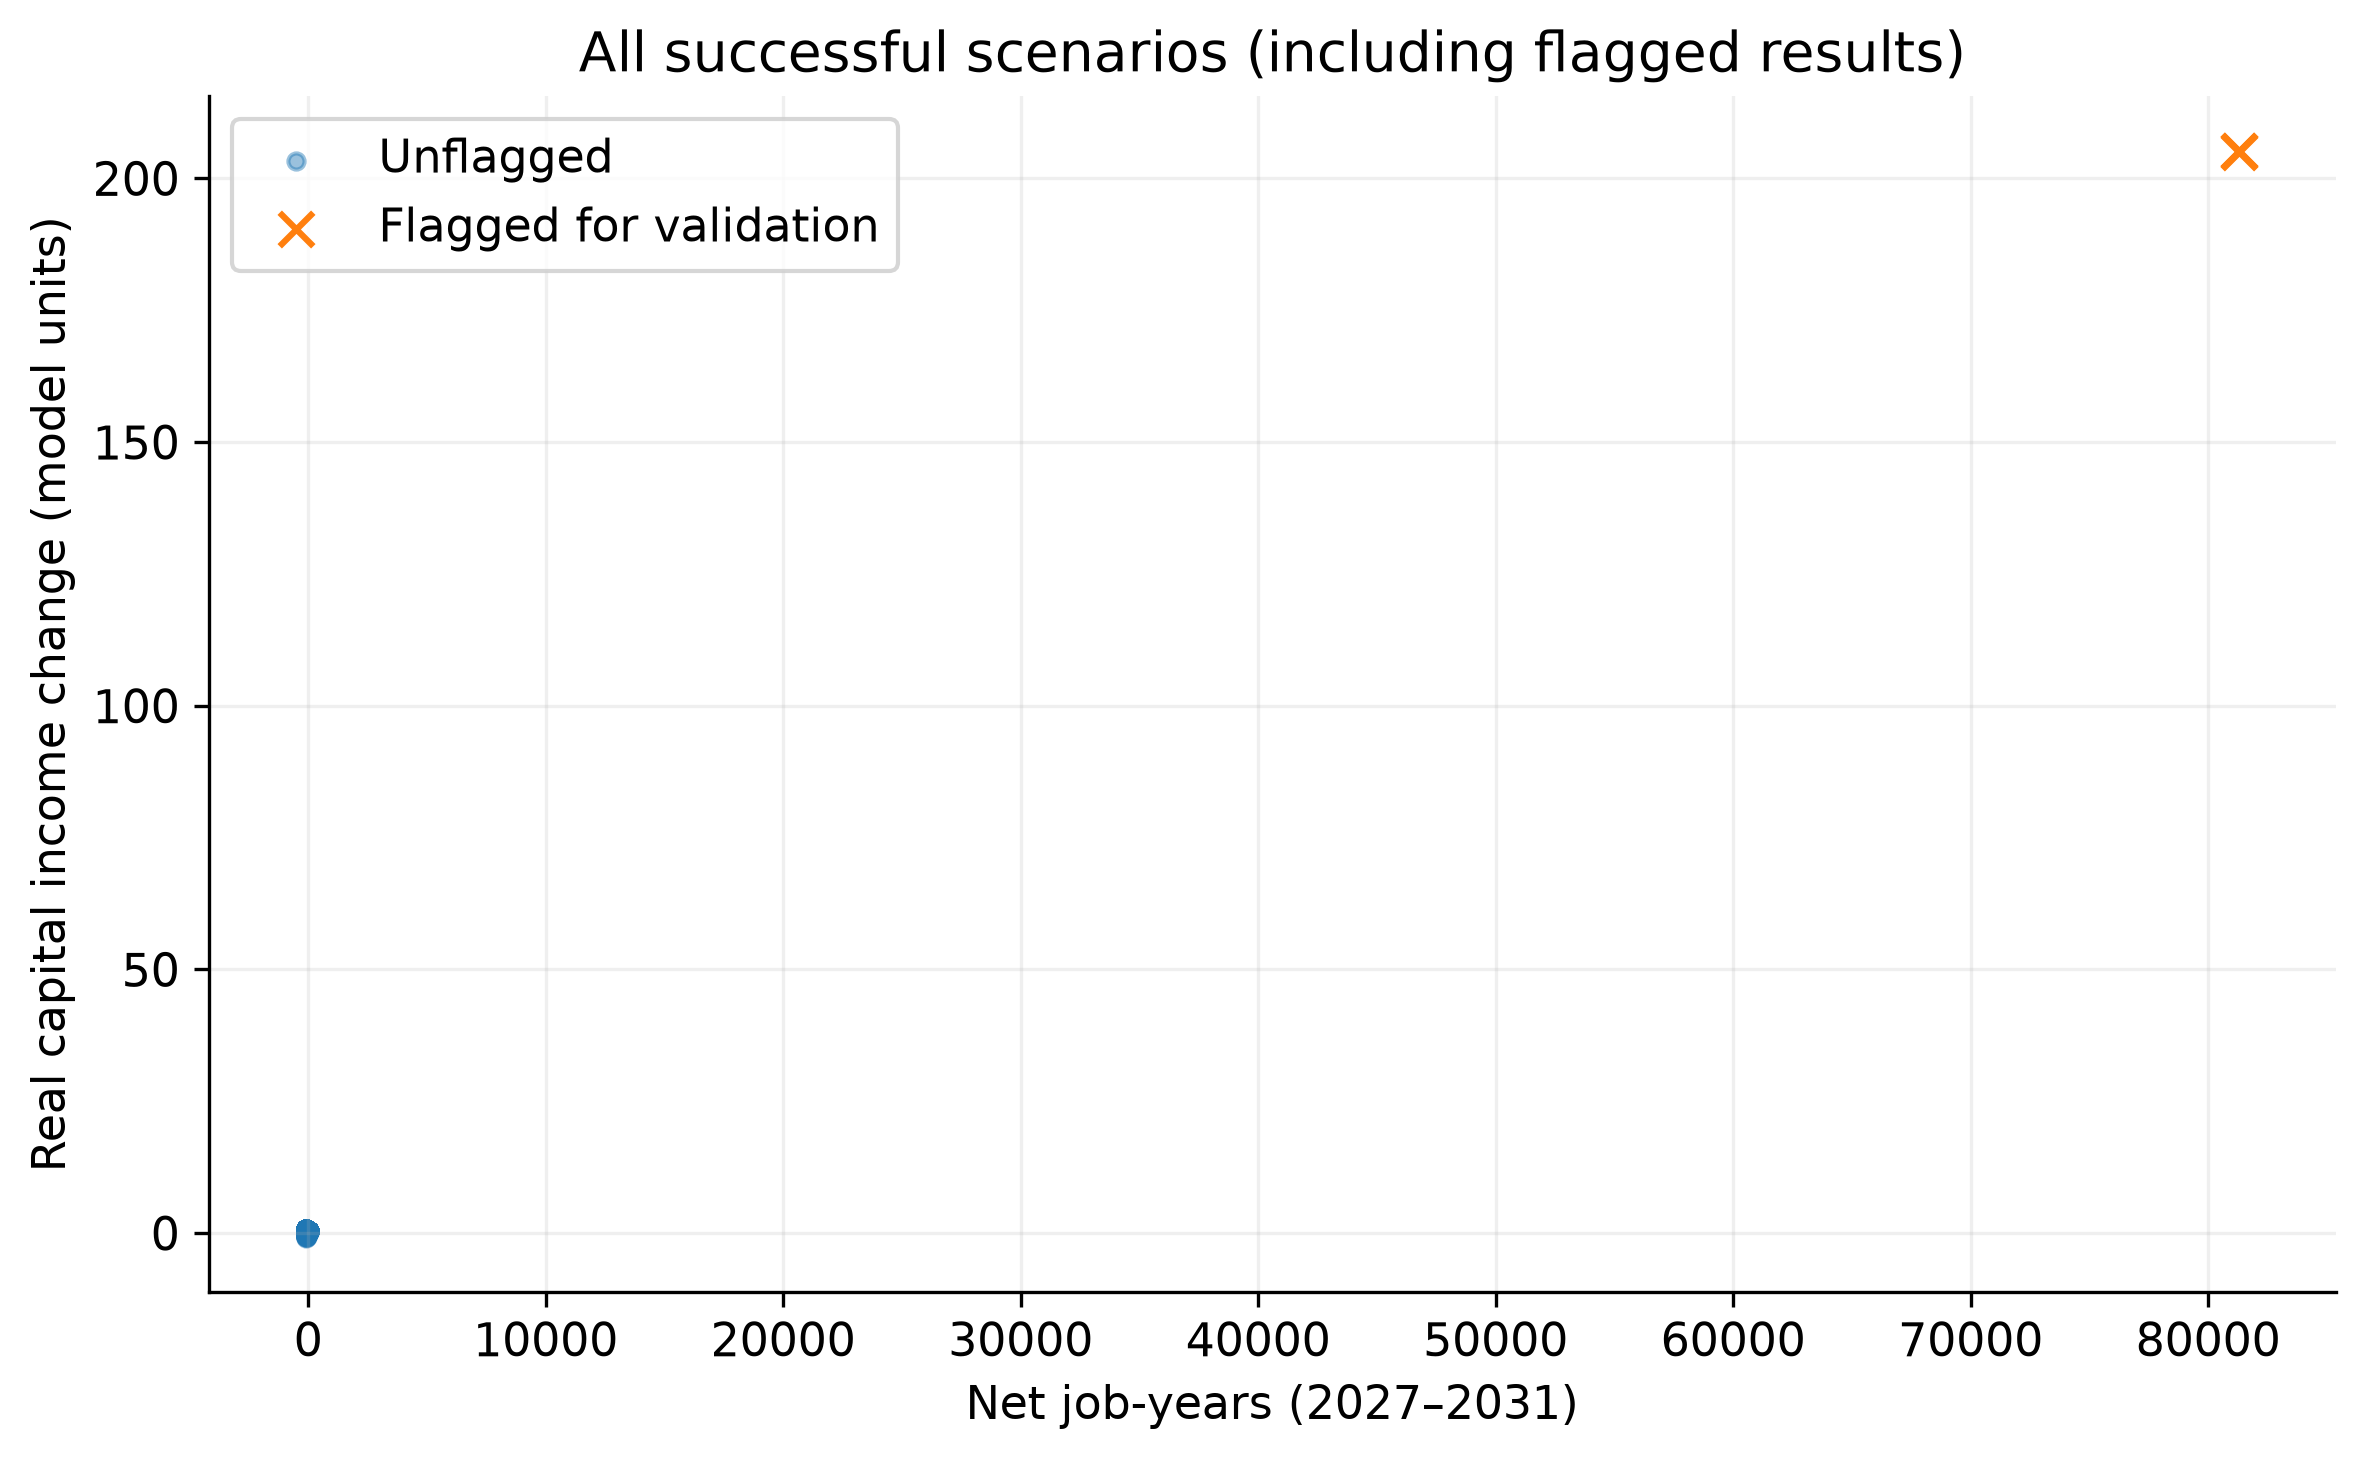 All successful scenarios (including flagged results)
Unflagged
Flagged for validation
Real capital income change (model units)
200
150
100
50
0
0 10000 20000 30000 40000 50000 60000 70000 80000
Net job-years (2027–2031)